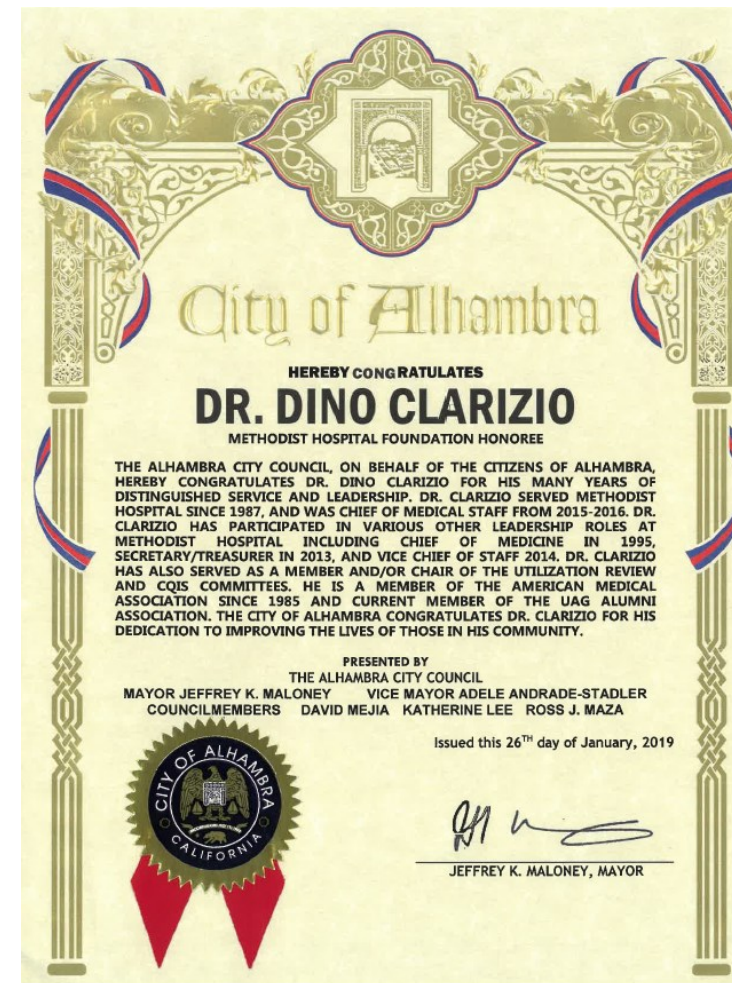 City of Alhambra
HEREBY CONGRATULATES
DR. DINO CLARIZIO
METHODIST HOSPITAL FOUNDATION HONOREE
THE ALHAMBRA CITY COUNCIL, ON BEHALF OF THE CITIZENS OF ALHAMBRA,
HEREBY CONGRATULATES DR. DINO CLARIZIO FOR HIS MANY YEARS OF
DISTINGUISHED SERVICE AND LEADERSHIP. DR. CLARIZIO SERVED METHODIST
HOSPITAL SINCE 1987, AND WAS CHIEF OF MEDICAL STAFF FROM 2015-2016. DR.
CLARIZIO HAS PARTICIPATED IN VARIOUS OTHER LEADERSHIP ROLES AT
METHODIST HOSPITAL INCLUDING CHIEF OF MEDICINE IN 1995,
SECRETARY/TREASURER IN 2013, AND VICE CHIEF OF STAFF 2014. DR. CLARIZIO
HAS ALSO SERVED AS A MEMBER AND/OR CHAIR OF THE UTILIZATION REVIEW
AND CQIS COMMITTEES. HE IS A MEMBER OF THE AMERICAN MEDICAL
ASSOCIATION SINCE 1985 AND CURRENT MEMBER OF THE UAG ALUMNI
ASSOCIATION. THE CITY OF ALHAMBRA CONGRATULATES DR. CLARIZIO FOR HIS
DEDICATION TO IMPROVING THE LIVES OF THOSE IN HIS COMMUNITY.
PRESENTED BY
THE ALHAMBRA CITY COUNCIL
MAYOR JEFFREY K. MALONEY VICE MAYOR ADELE ANDRADE-STADLER
COUNCILMEMBERS DAVID MEJIA KATHERINE LEE ROSS J. MAZA
Issued this 26TH day of January, 2019
CITY OF ALHAMBRA
CALIFORNIA
JEFFREY K. MALONEY, MAYOR